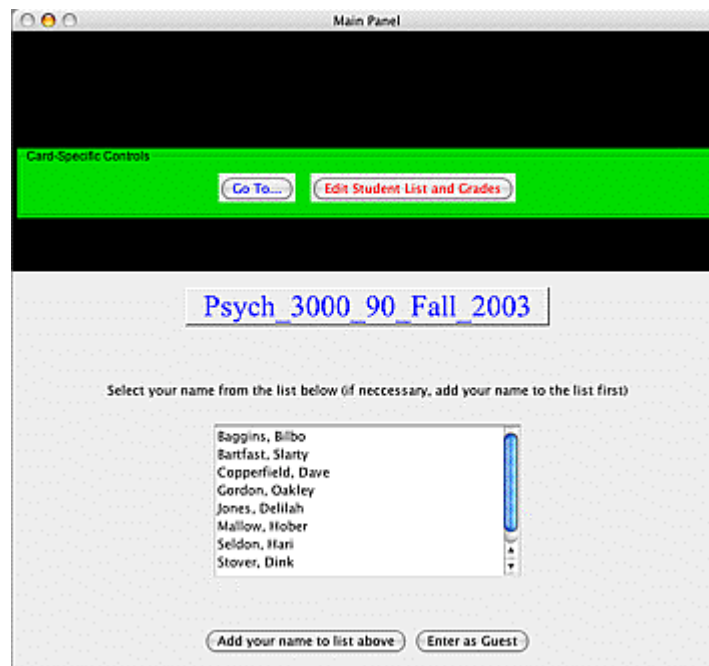 Main Panel
Card-Specific Controls
Go To... Edit Student List and Grades
Psych_3000_90_Fall_2003
Select your name from the list below (if neccessary, add your name to the list first)
Baggins, Bilbo
Bartfast, Slarty
Copperfield, Dave
Gordon, Oakley
Jones, Delilah
Mallow, Hober
Seldon, Hari
Stover, Dink
Add your name to list above Enter as Guest